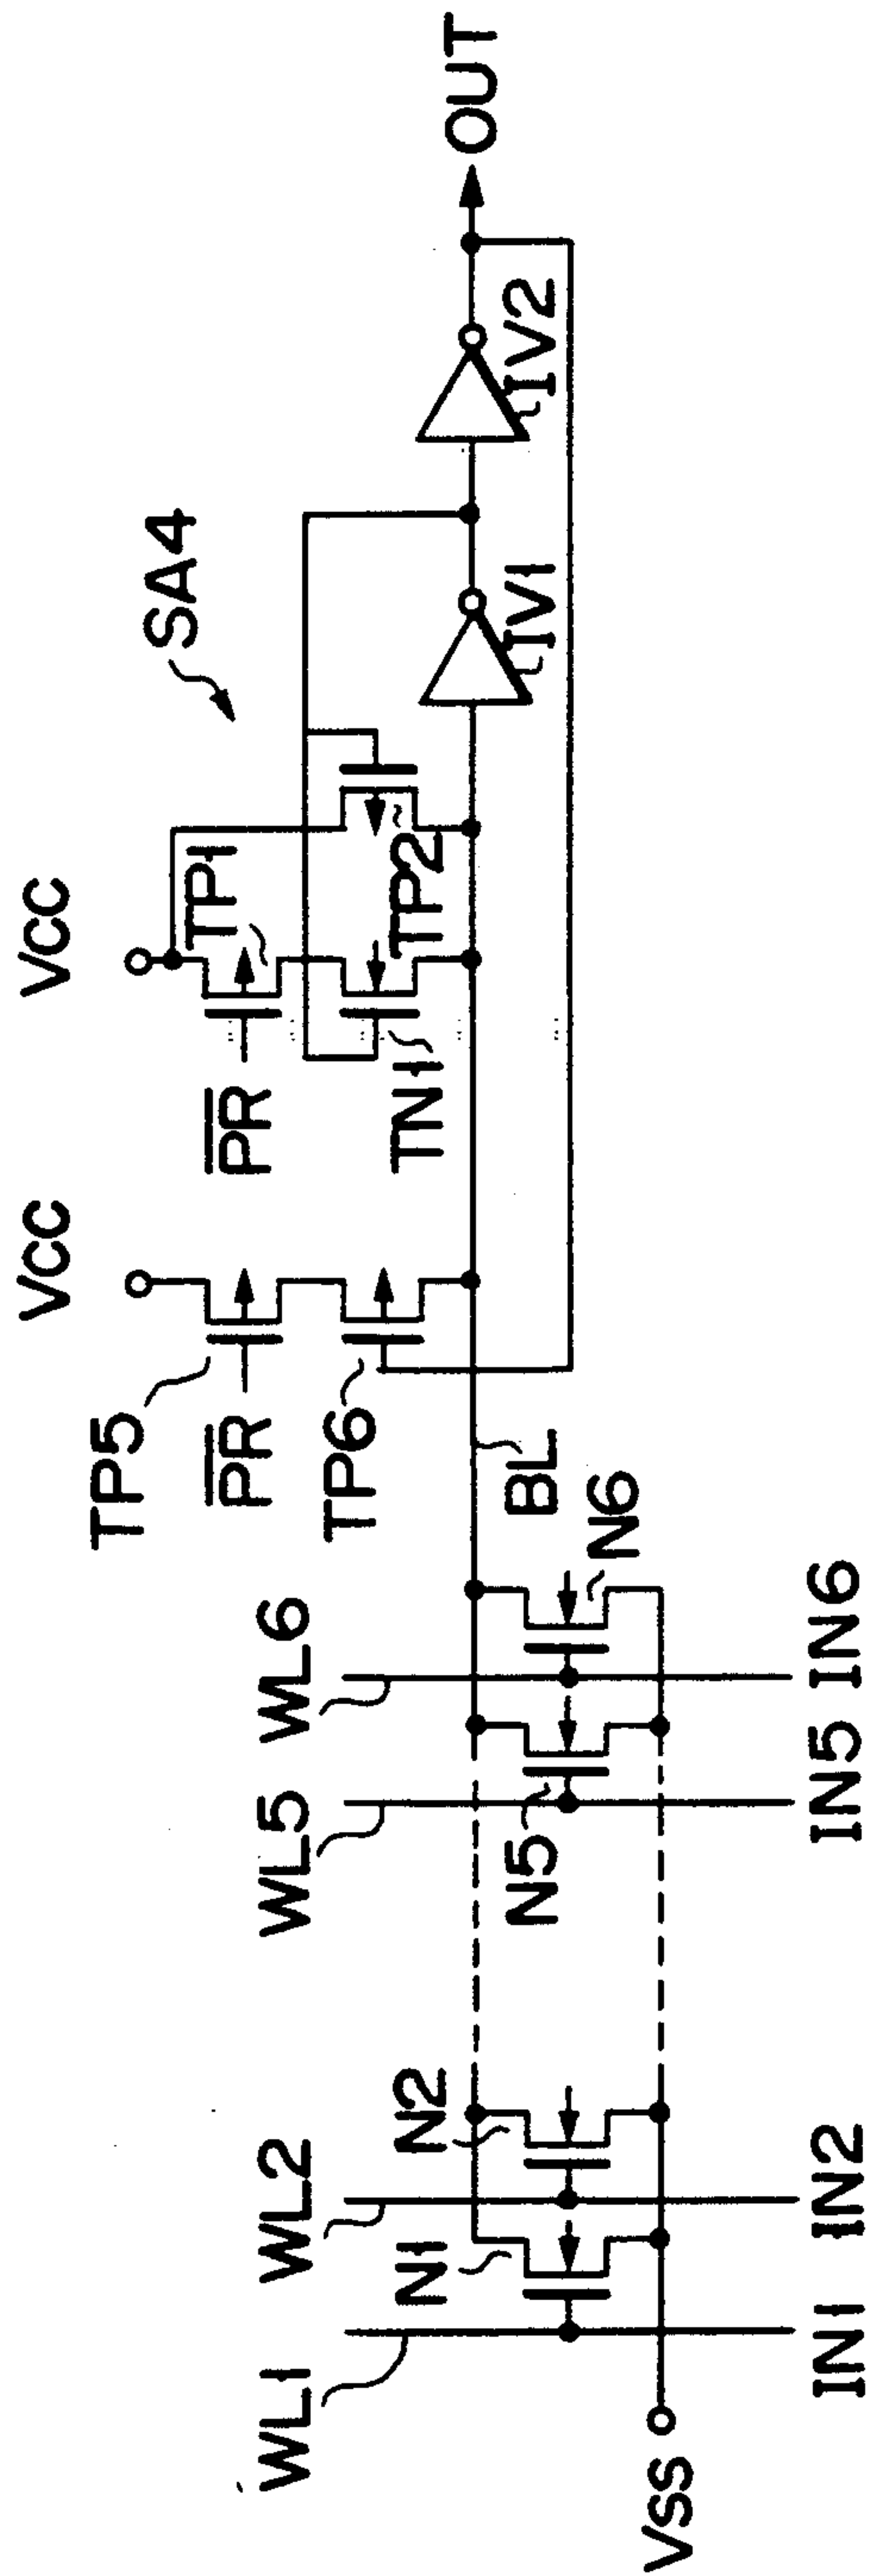 VCC
VCC
SA4
TP5
PR
TP6
PR
TP1
TN1
TP2
IV1
IV2
OUT
WL1
WL2
WL5
WL6
N1
N2
N5
N6
BL
VSS
IN1
IN2
IN5
IN6